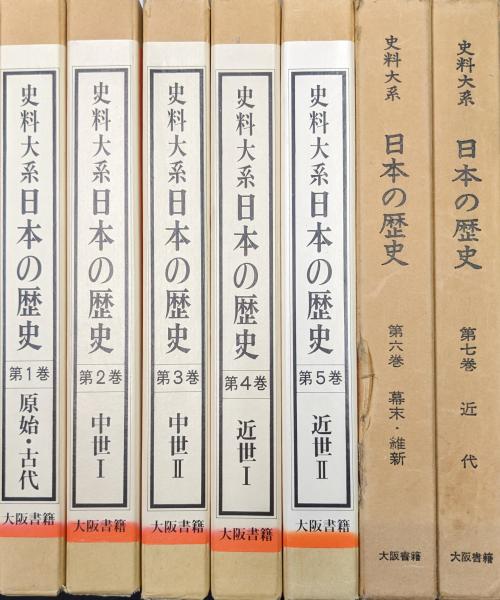 史料大系日本の歴史
第1巻
原始・古代
大阪書籍
史料大系日本の歴史
第2巻
中世Ⅰ
大阪書籍
史料大系日本の歴史
第3巻
中世Ⅱ
大阪書籍
史料大系日本の歴史
第4巻
近世Ⅰ
大阪書籍
史料大系日本の歴史
第5巻
近世Ⅱ
大阪書籍
史料大系
日本の歴史
第六巻 幕末・維新
大阪書籍
史料大系
日本の歴史
第七巻 近代
大阪書籍